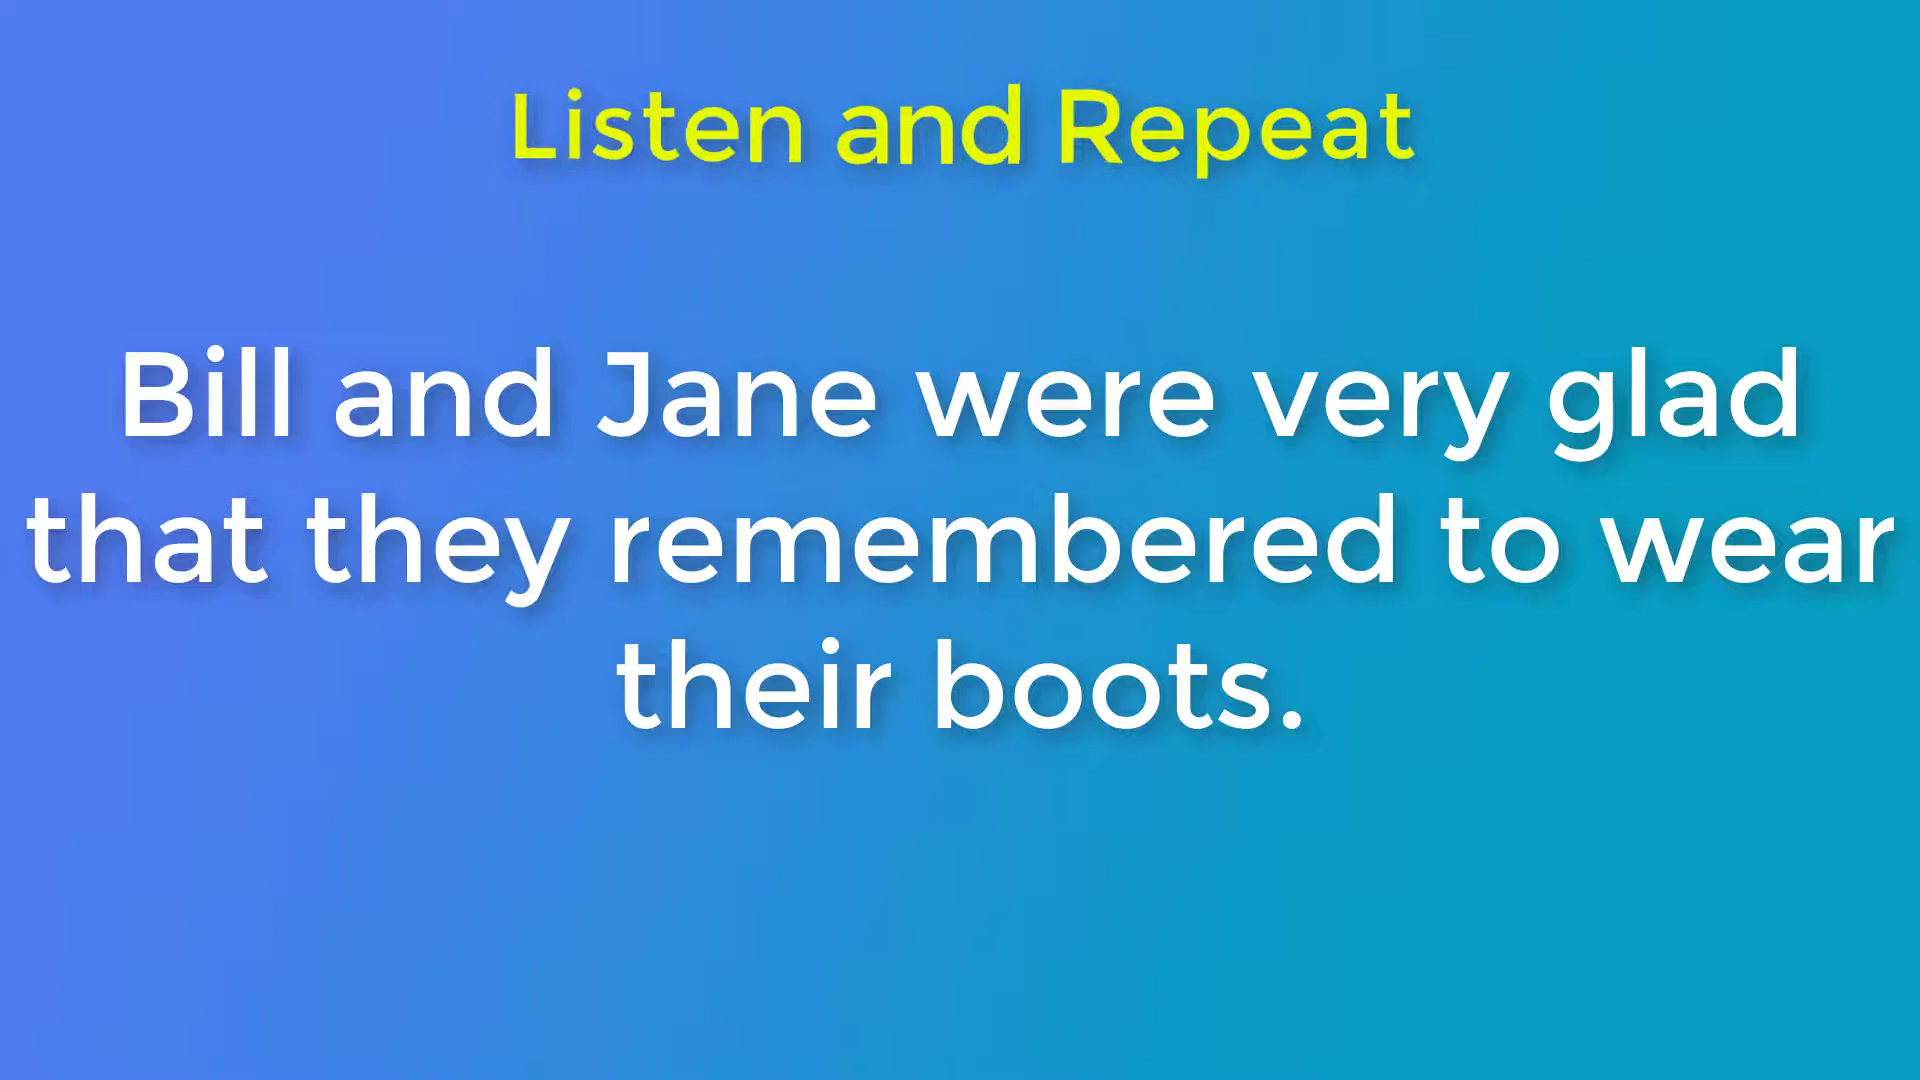 Listen and Repeat
Bill and Jane were very glad
that they remembered to wear
their boots.